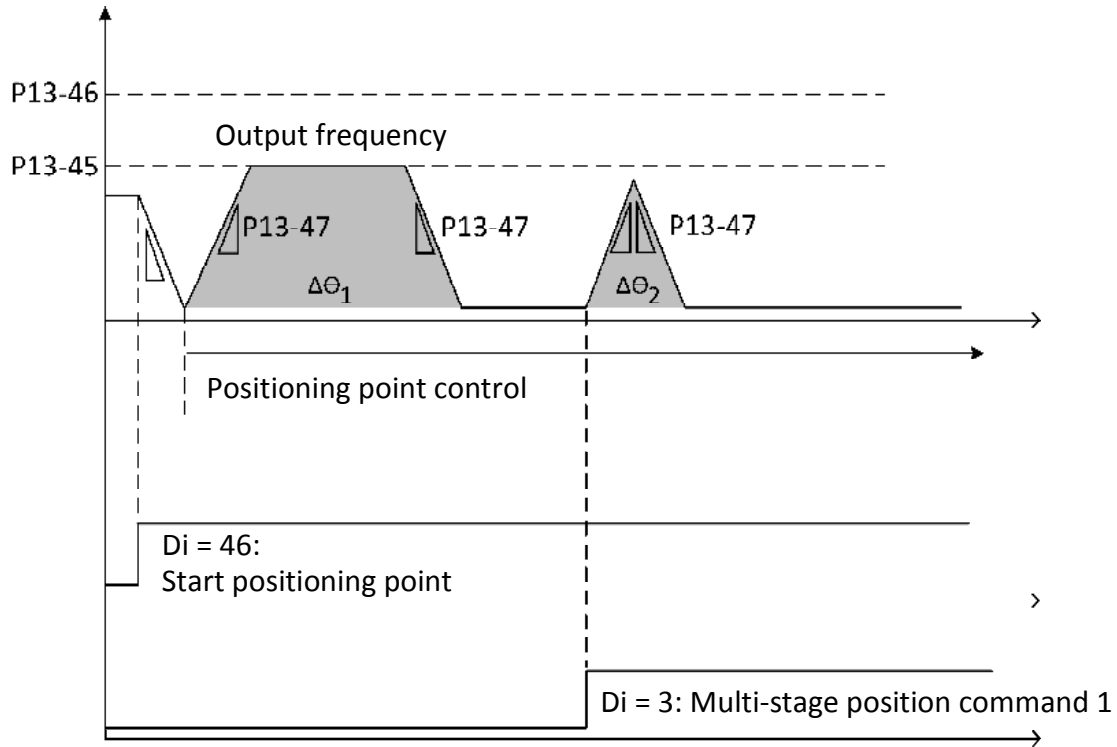 P13-46
Output frequency
P13-45
P13-47
P13-47
P13-47
ΔΘ1
ΔΘ2
Positioning point control
Di = 46:
Start positioning point
Di = 3: Multi-stage position command 1